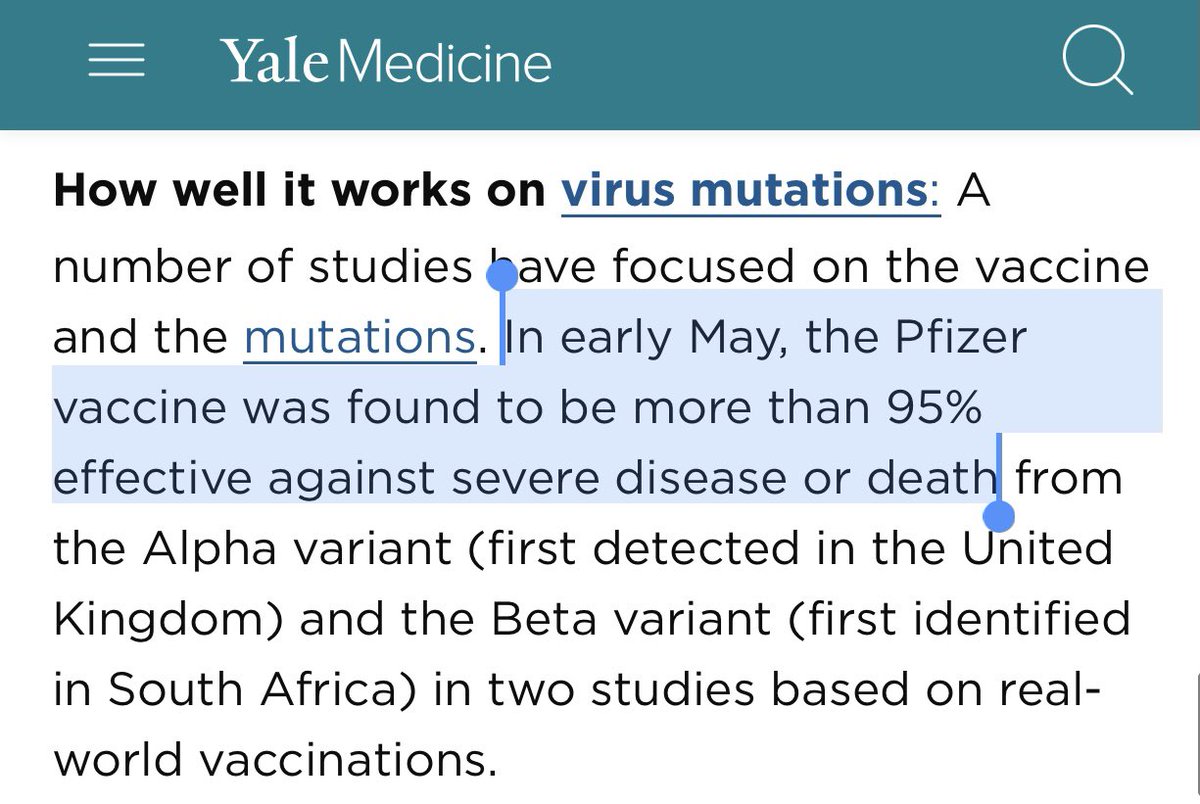 Yale Medicine
How well it works on virus mutations: A
number of studies have focused on the vaccine
and the mutations. In early May, the Pfizer
vaccine was found to be more than 95%
effective against severe disease or death from
the Alpha variant (first detected in the United
Kingdom) and the Beta variant (first identified
in South Africa) in two studies based on real-
world vaccinations.